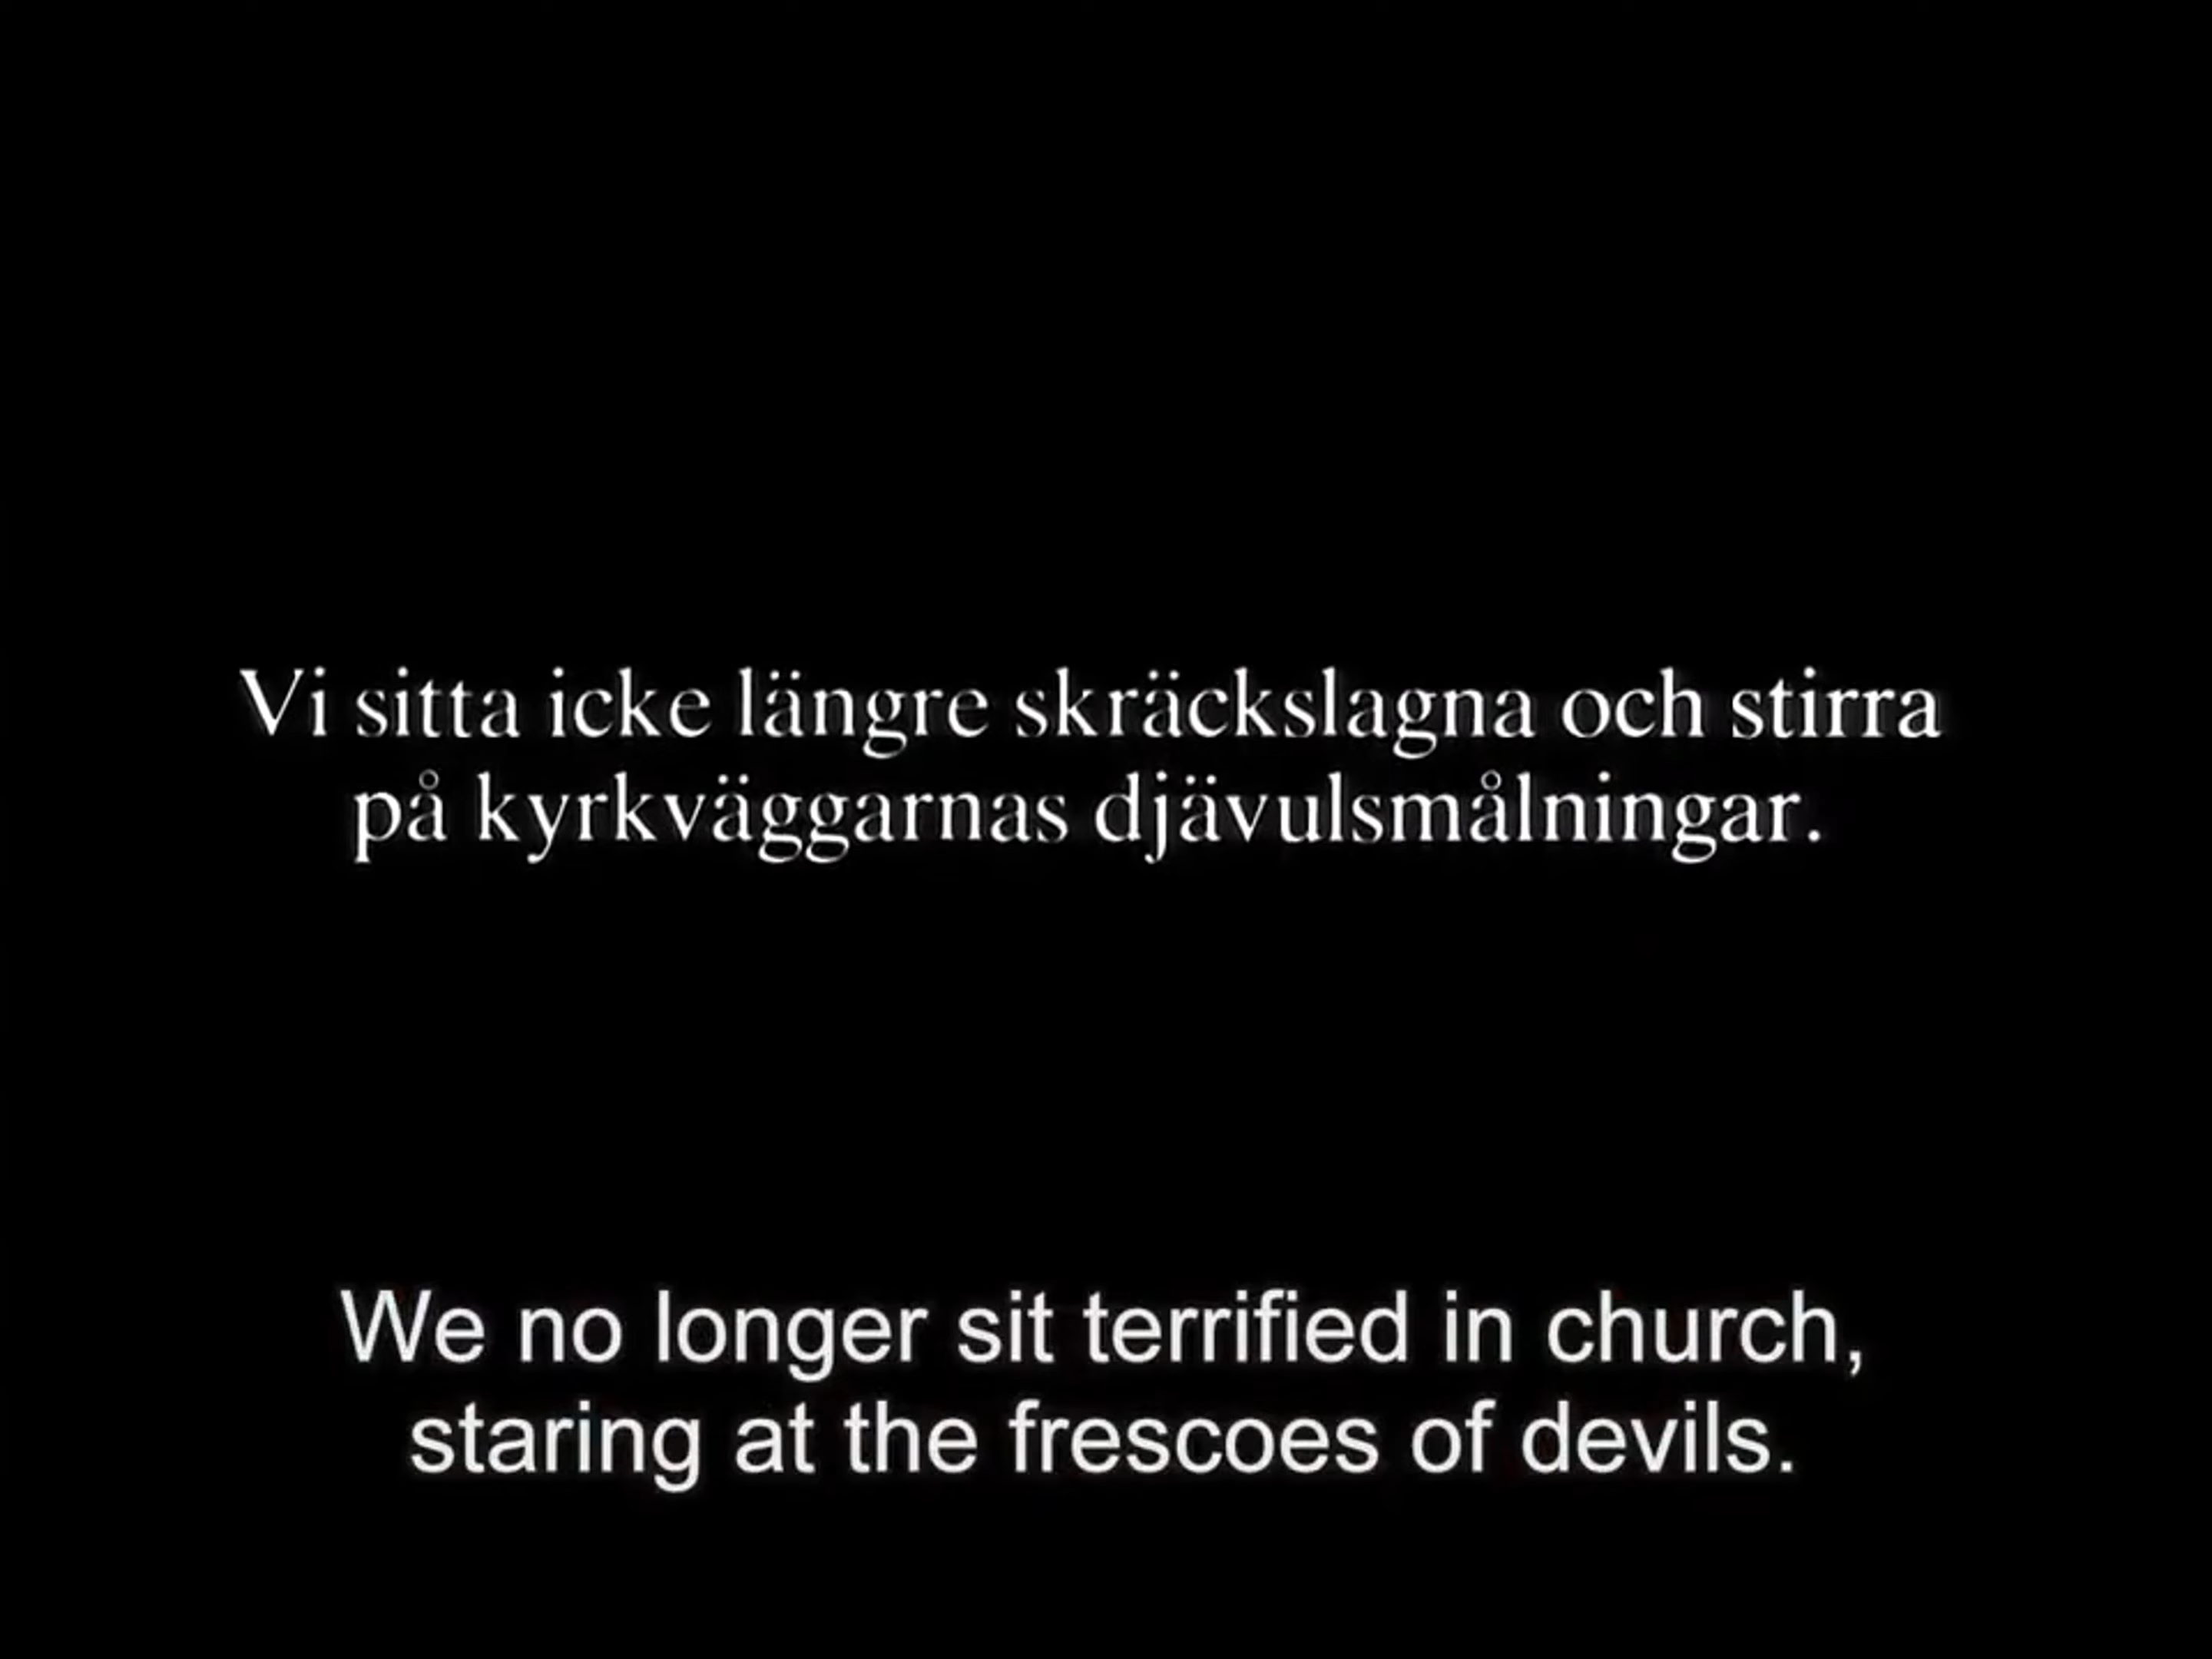 Vi sitta icke längre skräckslagna och stirra
på kyrkväggarnas djävulsmålningar.
We no longer sit terrified in church,
staring at the frescoes of devils.